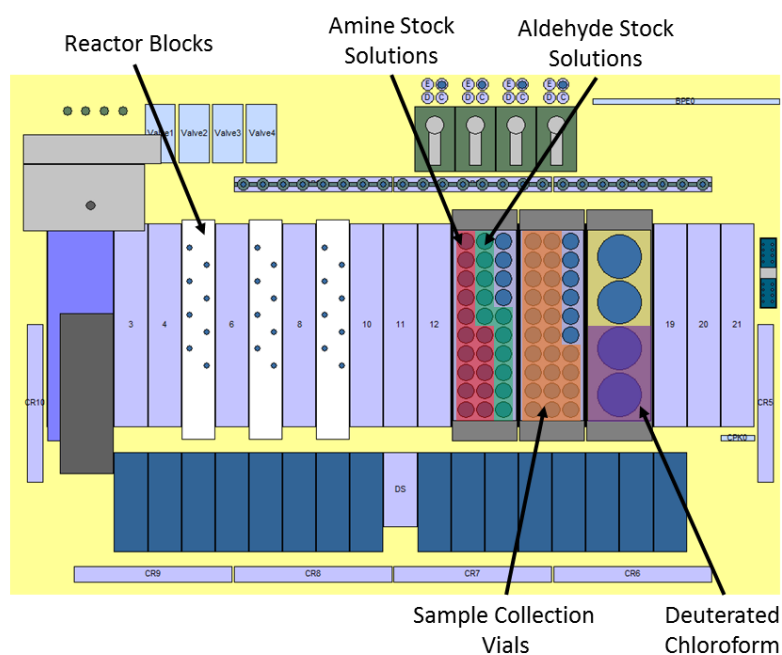 Reactor Blocks
Amine Stock
Solutions
Aldehyde Stock
Solutions
E E E E
D C D C D C D C
BPE0
Valve1 Valve2 Valve3 Valve4
3 4 6 8 10 11 12 19 20 21
CR10
CR5
CPK0
DS
CR9 CR8 CR7 CR6
Sample Collection
Vials
Deuterated
Chloroform